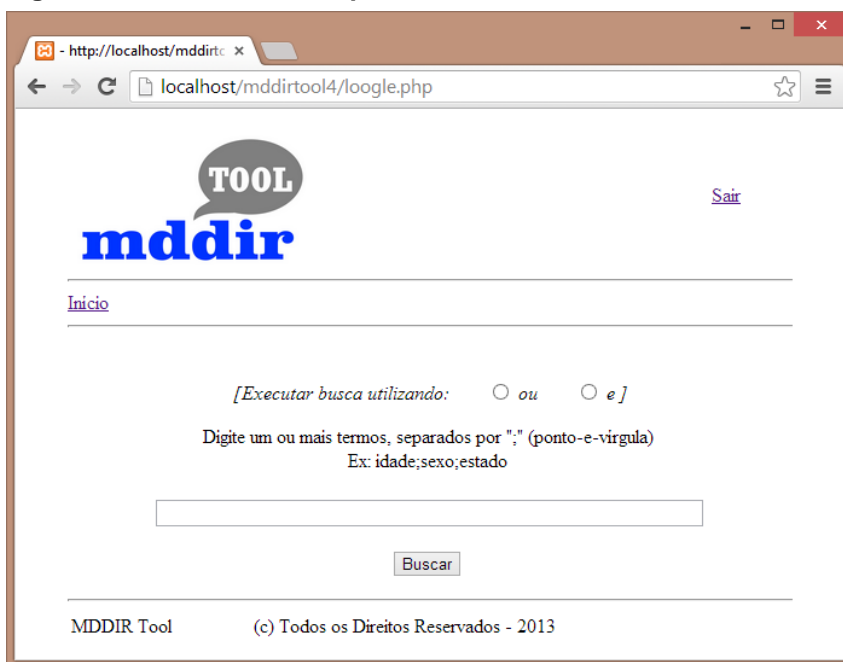 - http://localhost/mddirtc
localhost/mddirtool4/loogle.php
TOOL
mddir
Sair
Inicio
[Executar busca utilizando: ou e ]
Digite um ou mais termos, separados por ";" (ponto-e-virgula)
Ex: idade;sexo;estado
Buscar
MDDIR Tool (c) Todos os Direitos Reservados - 2013